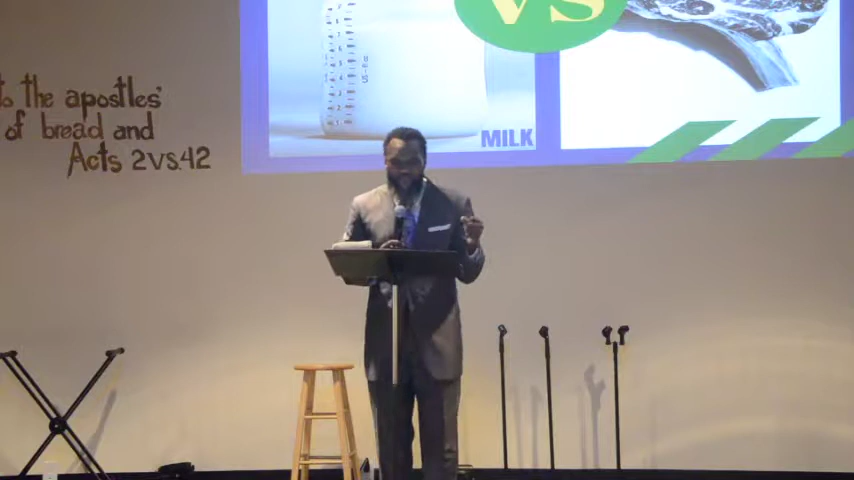 to the apostles'
of bread and
Acts 2vs.42
VS
MILK